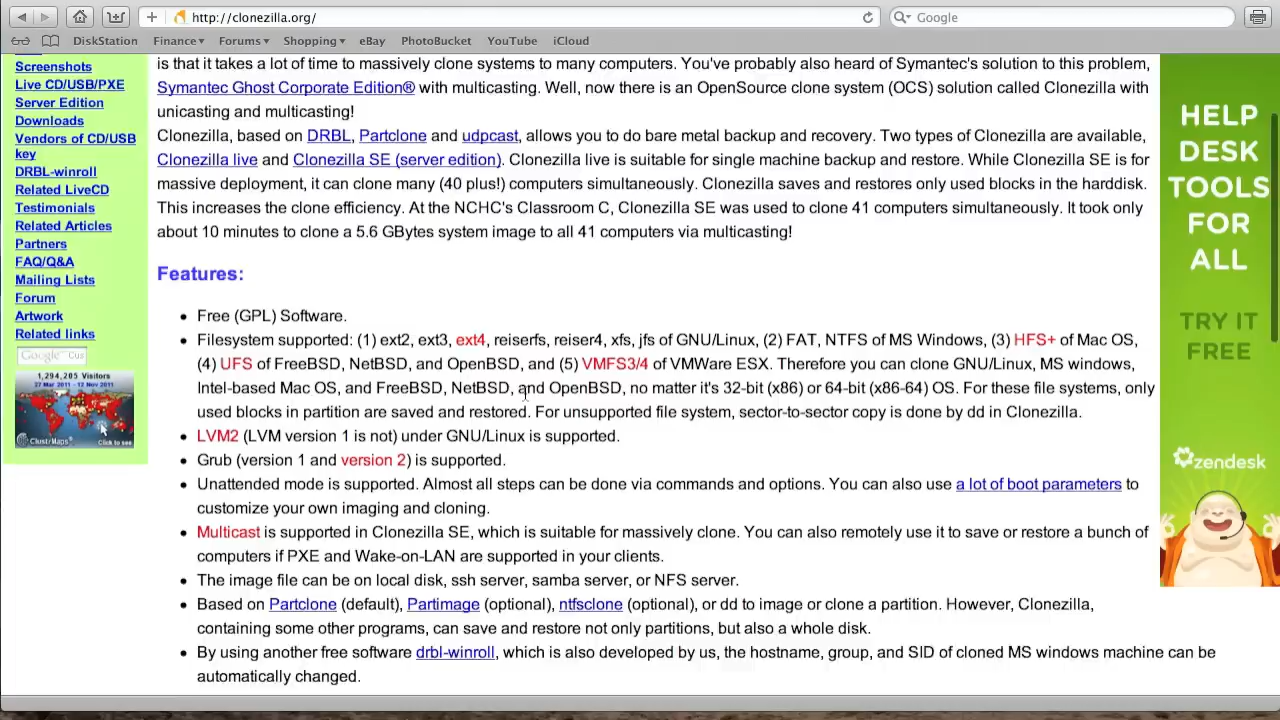 http://clonezilla.org/
Google
DiskStation Finance Forums Shopping eBay PhotoBucket YouTube iCloud
Screenshots
Live CD/USB/PXE
Server Edition
Downloads
Vendors of CD/USB
key
DRBL-winroll
Related LiveCD
Testimonials
Related Articles
Partners
FAQ/Q&A
Mailing Lists
Forum
Artwork
Related links
Google Cus
1,294,205 Visitors
27 Mar 2011 - 12 Nov 2011
ClustrMaps Click to see
is that it takes a lot of time to massively clone systems to many computers. You've probably also heard of Symantec's solution to this problem,
Symantec Ghost Corporate Edition® with multicasting. Well, now there is an OpenSource clone system (OCS) solution called Clonezilla with
unicasting and multicasting!
Clonezilla, based on DRBL, Partclone and udpcast, allows you to do bare metal backup and recovery. Two types of Clonezilla are available,
Clonezilla live and Clonezilla SE (server edition). Clonezilla live is suitable for single machine backup and restore. While Clonezilla SE is for
massive deployment, it can clone many (40 plus!) computers simultaneously. Clonezilla saves and restores only used blocks in the harddisk.
This increases the clone efficiency. At the NCHC's Classroom C, Clonezilla SE was used to clone 41 computers simultaneously. It took only
about 10 minutes to clone a 5.6 GBytes system image to all 41 computers via multicasting!
Features:
• Free (GPL) Software.
• Filesystem supported: (1) ext2, ext3, ext4, reiserfs, reiser4, xfs, jfs of GNU/Linux, (2) FAT, NTFS of MS Windows, (3) HFS+ of Mac OS,
(4) UFS of FreeBSD, NetBSD, and OpenBSD, and (5) VMFS3/4 of VMWare ESX. Therefore you can clone GNU/Linux, MS windows,
Intel-based Mac OS, and FreeBSD, NetBSD, and OpenBSD, no matter it's 32-bit (x86) or 64-bit (x86-64) OS. For these file systems, only
used blocks in partition are saved and restored. For unsupported file system, sector-to-sector copy is done by dd in Clonezilla.
• LVM2 (LVM version 1 is not) under GNU/Linux is supported.
• Grub (version 1 and version 2) is supported.
• Unattended mode is supported. Almost all steps can be done via commands and options. You can also use a lot of boot parameters to
customize your own imaging and cloning.
• Multicast is supported in Clonezilla SE, which is suitable for massively clone. You can also remotely use it to save or restore a bunch of
computers if PXE and Wake-on-LAN are supported in your clients.
• The image file can be on local disk, ssh server, samba server, or NFS server.
• Based on Partclone (default), Partimage (optional), ntfsclone (optional), or dd to image or clone a partition. However, Clonezilla,
containing some other programs, can save and restore not only partitions, but also a whole disk.
• By using another free software drbl-winroll, which is also developed by us, the hostname, group, and SID of cloned MS windows machine can be
automatically changed.
HELP
DESK
TOOLS
FOR
ALL
TRY IT
FREE
zendesk